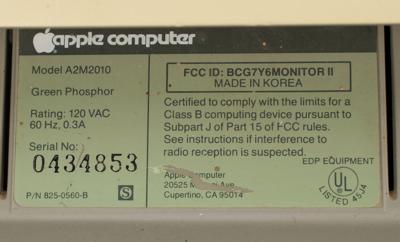 apple computer
Model A2M2010
Green Phosphor
Rating: 120 VAC
60 Hz, 0.3A
Serial No:
0434853
P/N 825-0560-B
S
FCC ID: BCG7Y6MONITOR II
MADE IN KOREA
Certified to comply with the limits for a
Class B computing device pursuant to
Subpart J of Part 15 of FCC rules.
See instructions if interference to
radio reception is suspected.
Apple Computer
20525 Ave
Cupertino, CA 95014
EDP EQUIPMENT
UL
LISTED 45J4